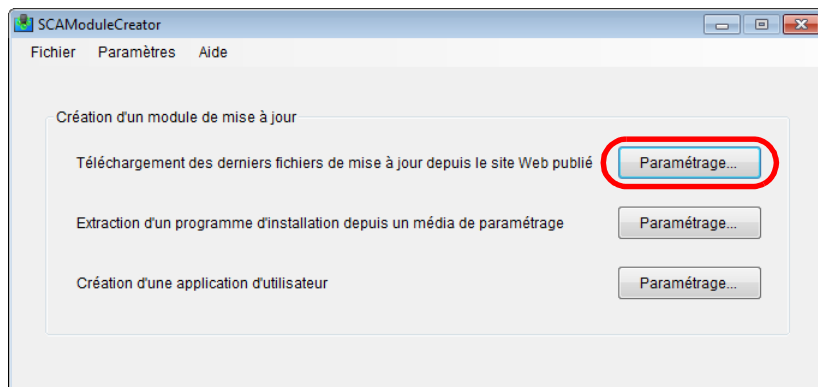 SCAModuleCreator
Fichier Paramètres Aide
Création d'un module de mise à jour
Téléchargement des derniers fichiers de mise à jour depuis le site Web publié Paramétrage...
Extraction d'un programme d'installation depuis un média de paramétrage Paramétrage...
Création d'une application d'utilisateur Paramétrage...